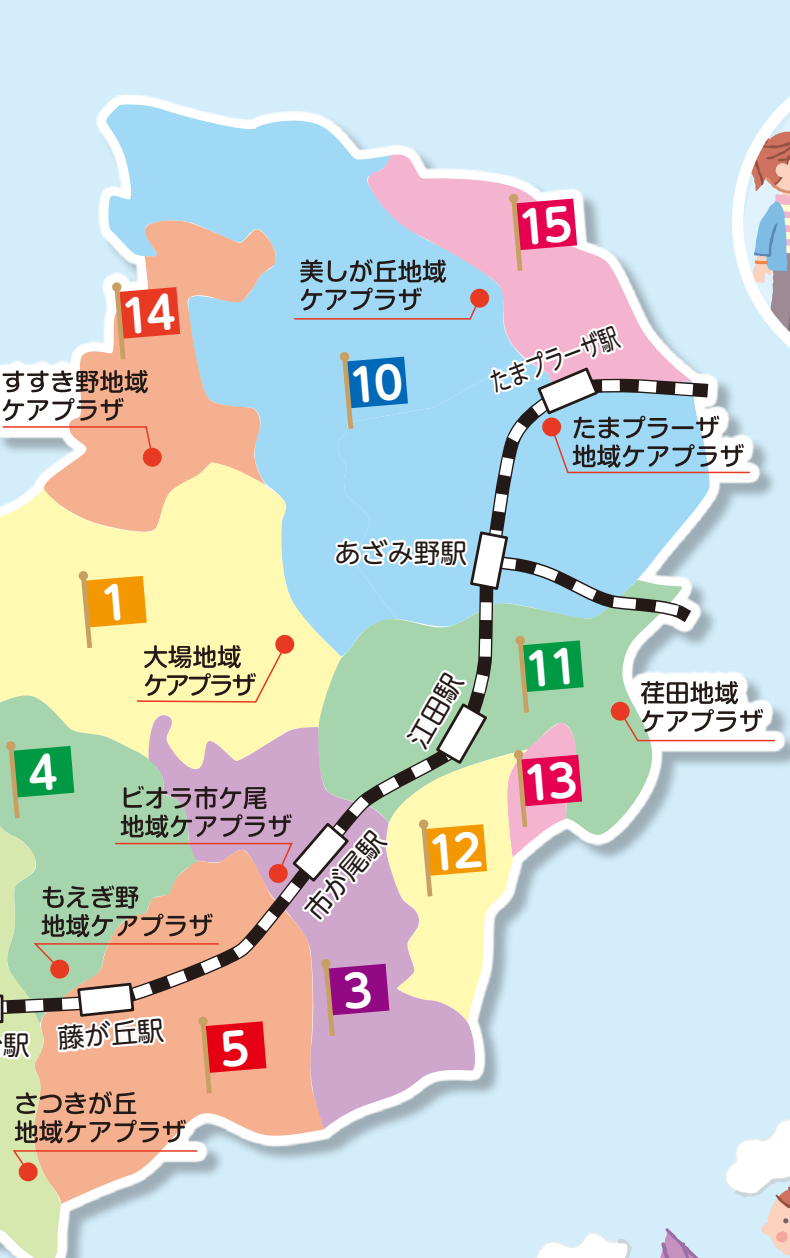 15
美しが丘地域
ケアプラザ
14
10
たまプラーザ駅
すすき野地域
ケアプラザ
たまプラーザ
地域ケアプラザ
あざみ野駅
1
大場地域
ケアプラザ
11
江田駅
荏田地域
ケアプラザ
4
13
ビオラ市ケ尾
地域ケアプラザ
12
市が尾駅
もえぎ野
地域ケアプラザ
3
駅
藤が丘駅
5
さつきが丘
地域ケアプラザ